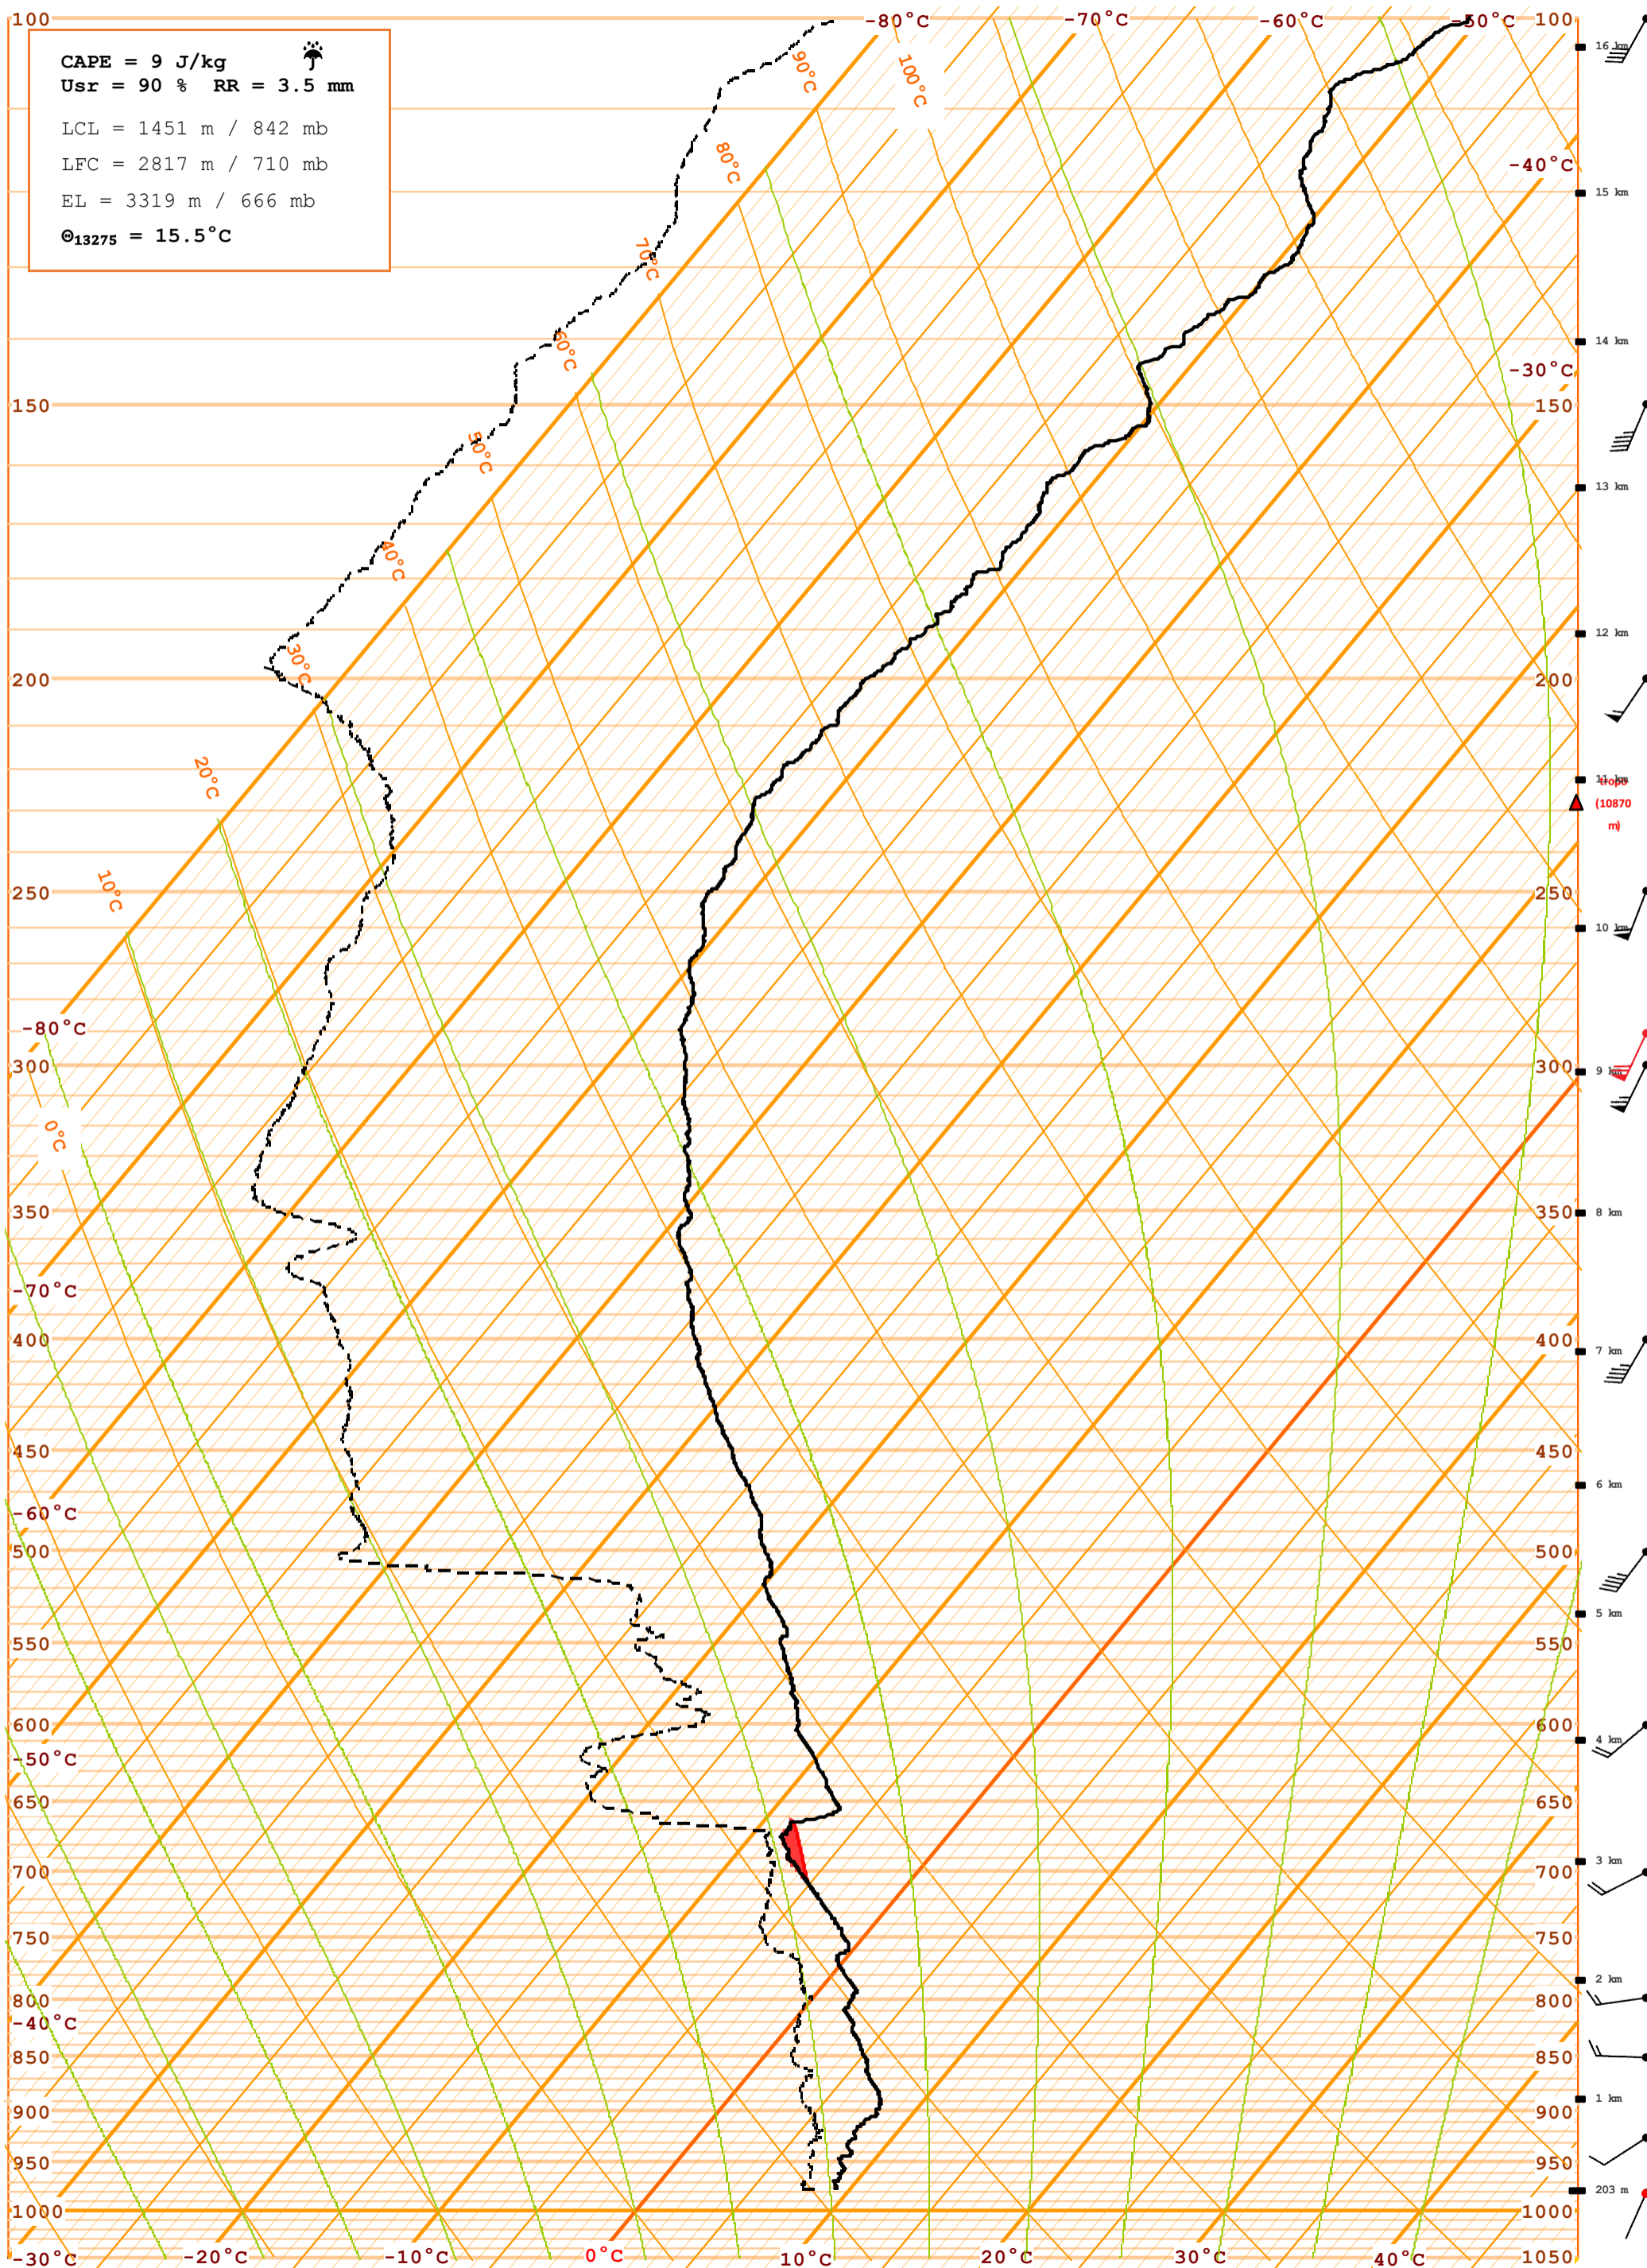 100 -80°C -70°C -60°C -50°C 100
CAPE = 9 J/kg
Usr = 90 % RR = 3.5 mm
LCL = 1451 m / 842 mb
LFC = 2817 m / 710 mb
EL = 3319 m / 666 mb
Θ13275 = 15.5°C
16 km
90°C 100°C
80°C -40°C
15 km
70°C
14 km
60°C -30°C
150 150
50°C
13 km
40°C
12 km
30°C
200 200
20°C 11 km
tropo
(10870
m)
10°C
250 250
10 km
-80°C
300 300
9 km
0°C
350 350 8 km
-70°C
400 400
7 km
450 450
6 km
-60°C
500 500
5 km
550 550
600 600
4 km
-50°C
650 650
3 km
700 700
750 750
2 km
800 800
-40°C
850 850
1 km
900 900
950 950
203 m
1000 1000
-30°C -20°C -10°C 0°C 10°C 20°C 30°C 40°C 1050